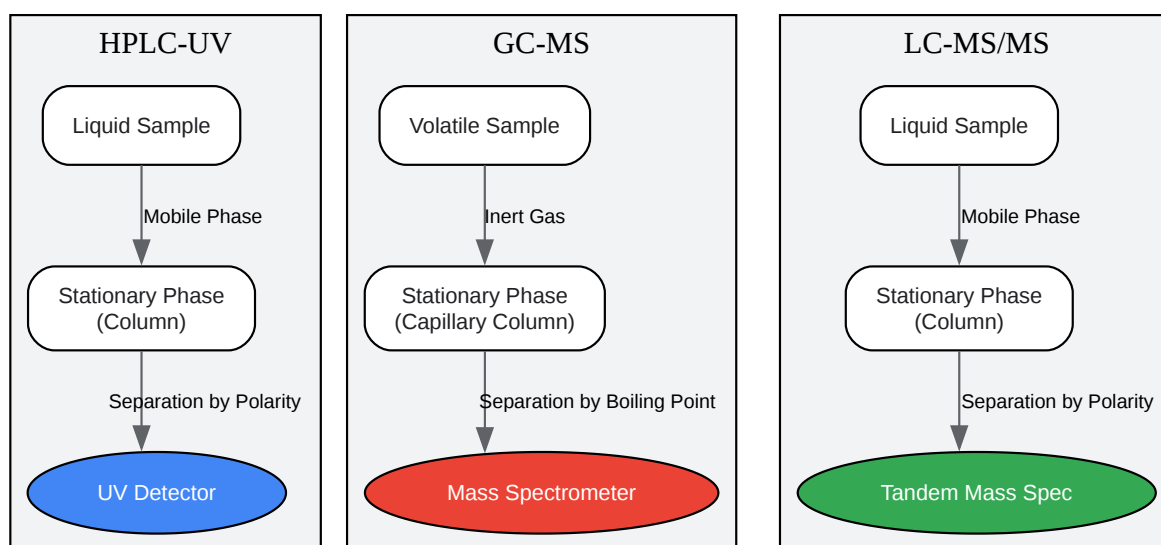 HPLC-UV
Liquid Sample
Mobile Phase
Stationary Phase
(Column)
Separation by Polarity
UV Detector
GC-MS
Volatile Sample
Inert Gas
Stationary Phase
(Capillary Column)
Separation by Boiling Point
Mass Spectrometer
LC-MS/MS
Liquid Sample
Mobile Phase
Stationary Phase
(Column)
Separation by Polarity
Tandem Mass Spec